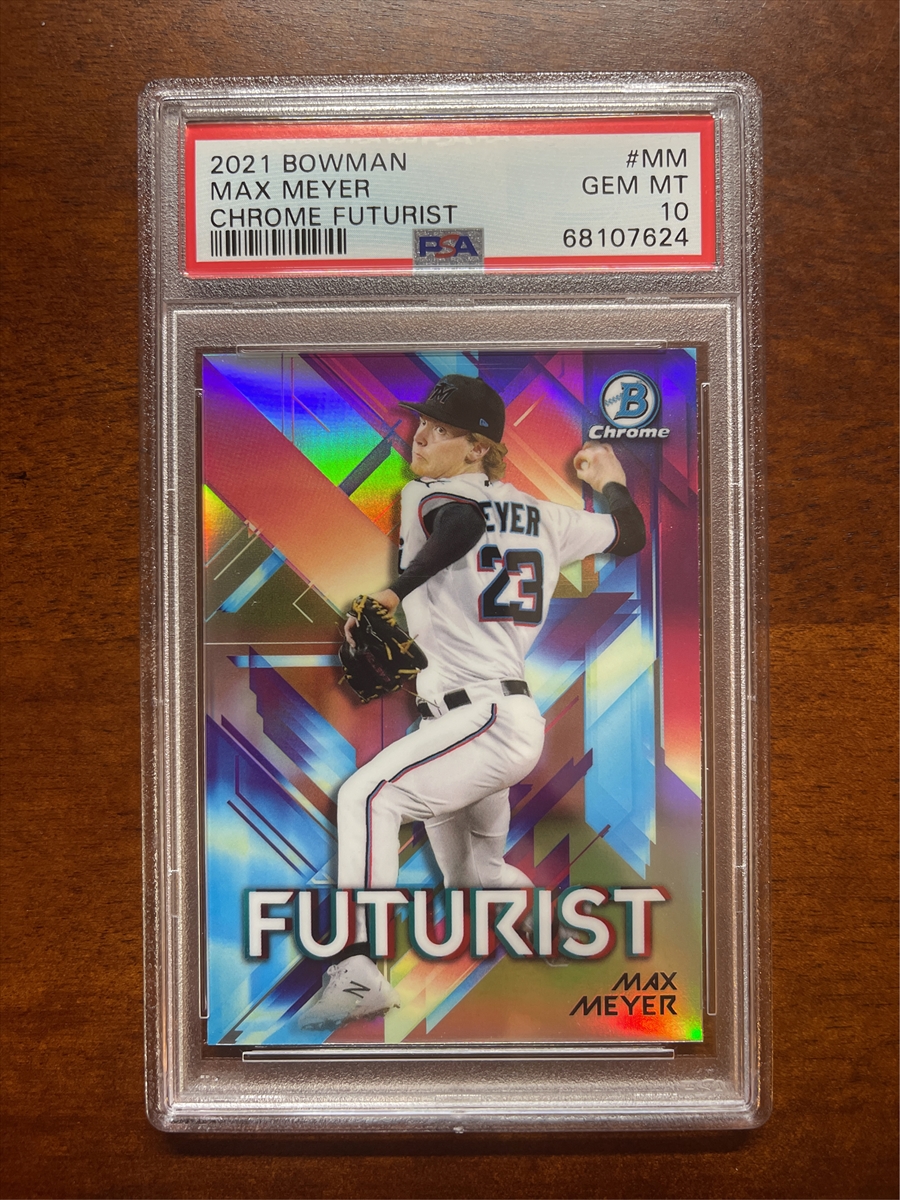 2021 BOWMAN #MM
MAX MEYER GEM MT
CHROME FUTURIST 10
PSA 68107624
B
Chrome
M
EYER
23
FUTURIST
N
MAX
MEYER